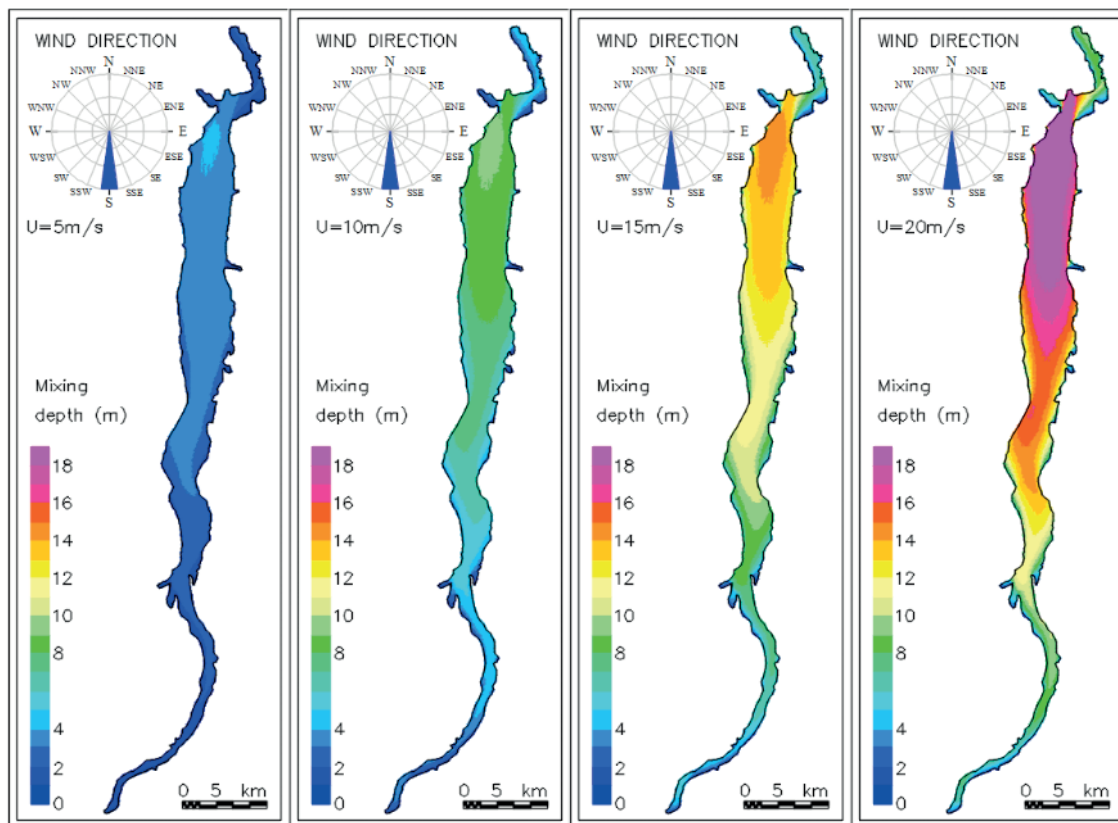 WIND DIRECTION
N
NNW NNE
NW NE
WNW ENE
W E
WSW ESE
SW SE
SSW SSE
S
U=5m/s
Mixing
depth (m)
18
16
14
12
10
8
4
2
0
0 5 km
WIND DIRECTION
N
NNW NNE
NW NE
WNW ENE
W E
WSW ESE
SW SE
SSW SSE
S
U=10m/s
Mixing
depth (m)
18
16
14
12
10
8
4
2
0
0 5 km
WIND DIRECTION
N
NNW NNE
NW NE
WNW ENE
W E
WSW ESE
SW SE
SSW SSE
S
U=15m/s
Mixing
depth (m)
18
16
14
12
10
8
4
2
0
0 5 km
WIND DIRECTION
N
NNW NNE
NW NE
WNW ENE
W E
WSW ESE
SW SE
SSW SSE
S
U=20m/s
Mixing
depth (m)
18
16
14
12
10
8
4
2
0
0 5 km